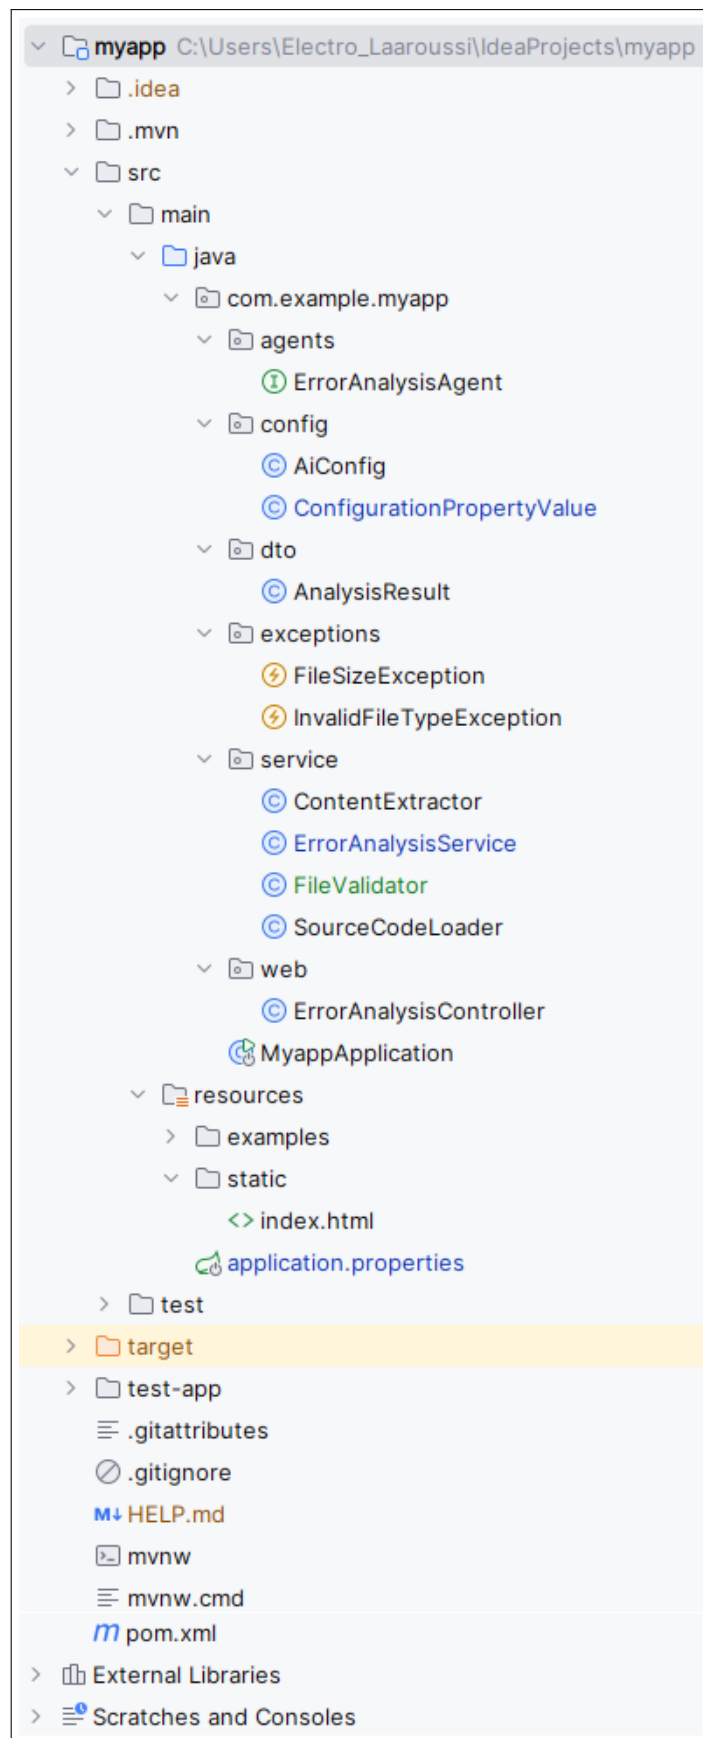 myapp C:\Users\Electro_Laaroussi\IdeaProjects\myapp
.idea
.mvn
src
main
java
com.example.myapp
agents
ErrorAnalysisAgent
config
AiConfig
ConfigurationPropertyValue
dto
AnalysisResult
exceptions
FileSizeException
InvalidFileTypeException
service
ContentExtractor
ErrorAnalysisService
FileValidator
SourceCodeLoader
web
ErrorAnalysisController
MyappApplication
resources
examples
static
index.html
application.properties
test
target
test-app
.gitattributes
.gitignore
HELP.md
mvnw
mvnw.cmd
pom.xml
External Libraries
Scratches and Consoles